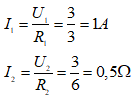 I₁ = U₁/R₁ = 3/3 = 1A
I₂ = U₂/R₂ = 3/6 = 0,5Ω